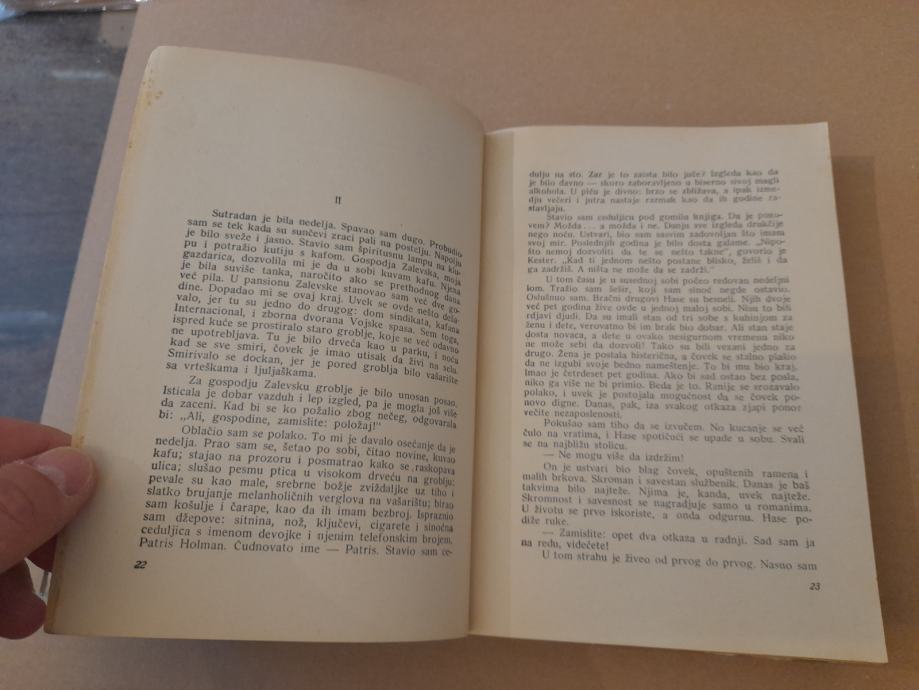 II
Sutradan je bila nedelja. Spavao sam dugo. Probudio
sam se tek kada su sunčevi zraci pali na postelju. Napolju
je bilo sveže i jasno. Stavio sam špiritusnu lampu na klu-
pu i potražio kutiju s kafom. Gospodja Zalevska, moja
gazdarica, dozvolila mi je da u sobi kuvam kafu. Njena
je bila suviše tanka, naročito ako se prethodnog dana
već pila. U pansionu Zalevske stanovao sam već dve go-
dine. Dopadao mi se ovaj kraj. Uvek se ovde nešto deša-
valo, jer tu su jedno do drugog: dom sindikata, kafana
Internacional, i zborna dvorana Vojske spasa. Sem toga,
ispred kuće se prostiralo staro groblje, koje se već odavno
ne upotrebljava. Tu je bilo drveća kao u parku, i noću
kad se sve smiri, čovek je imao utisak da živi na selu.
Smirivalo se dockan, jer je pored groblja bilo vašarište
sa vrteškama i ljuljaškama.
Za gospodju Zalevsku groblje je bilo unosan posao.
Isticala je dobar vazduh i lep izgled, pa je mogla još više
da zaceni. Kad bi se ko požalio zbog nečeg, odgovarala
bi: „Ali, gospodine, zamislite: položaj!"
Oblačio sam se polako. To mi je davalo osećanje da je
nedelja. Prao sam se, šetao po sobi, čitao novine, kuvao
kafu; stajao na prozoru i posmatrao kako se raskopava
ulica; slušao pesmu ptica u visokom drveću na groblju:
pevale su kao male, srebrne božje zviždaljke uz tiho i
slatko brujanje melanholičnih verglova na vašarištu; birao
sam košulje i čarape, kao da ih imam bezbroj. Ispraznio
sam džepove: sitnina, nož, ključevi, cigarete i sinoćna
ceduljica s imenom devojke i njenim telefonskim brojem.
Patris Holman. Čudnovato ime — Patris. Stavio sam ce-
22
dulju na sto. Zar je to zaista bilo juče? Izgleda kao da
je bilo davno — skoro zaboravljeno u biserno sivoj magli
alkohola. U piću je divno: brzo se zbližava, a ipak izme-
dju večeri i jutra nastaje razmak kao da ih godine ra-
stavljaju.
Stavio sam ceduljicu pod gomilu knjiga. Da je pozo-
vem? Možda... a možda i ne. Danju sve izgleda drukčije
nego noću. Ustvari, bio sam sasvim zadovoljan što imam
svoj mir. Poslednjih godina je bilo dosta galame. „Nipo-
što nemoj dozvoliti da te se nešto takne", govorio je
Kester. „Kad ti jednom nešto postane blisko, želiš i da
ga zadržiš. A ništa ne može da se zadrži."
U tom času je u susednoj sobi počeo redovan nedeljni
lom. Tražio sam šešir, koji sam sinoć negde ostavio.
Oslušnuo sam. Bračni drugovi Hase su besneli. Njih dvoje
već pet godina žive ovde u jednoj maloj sobi. Nisu to bili
rdjavi ljudi. Da su imali stan od tri sobe s kuhinjom za
ženu i dete, verovatno bi im brak bio dobar. Ali stan staje
dosta novaca, a dete u ovako nesigurnom vremenu niko
ne može sebi da dozvoli! Tako su bili vezani jedno za
drugo. Žena je postala histerična, a čovek se stalno plašio
da ne izgubi svoje bedno nameštenje. To bi mu bio kraj.
Imao je četrdeset pet godina. Ako bi sad ostao bez posla,
niko ga više ne bi primio. Beda je to. Ranije se srozavalo
polako, i uvek je postojala mogućnost da se čovek po-
novo digne. Danas, pak, iza svakog otkaza zjapi ponor
večite nezaposlenosti.
Pokušao sam tiho da se izvučem. No kucanje se već
čulo na vratima, i Hase spotičući se upade u sobu. Svali
se na najbližu stolicu.
— Ne mogu više da izdržim!
On je ustvari bio blag čovek, opuštenih ramena i
malih brkova. Skroman i savestan službenik. Danas je baš
takvima bilo najteže. Njima je, kanda, uvek najteže.
Skromnost i savesnost se nagradjuje samo u romanima.
U životu se prvo iskoriste, a onda odgurnu. Hase po-
diže ruke.
— Zamislite: opet dva otkaza u radnji. Sad sam ja
na redu, videćete!
U tom strahu je živeo od prvog do prvog. Nasuo sam
23